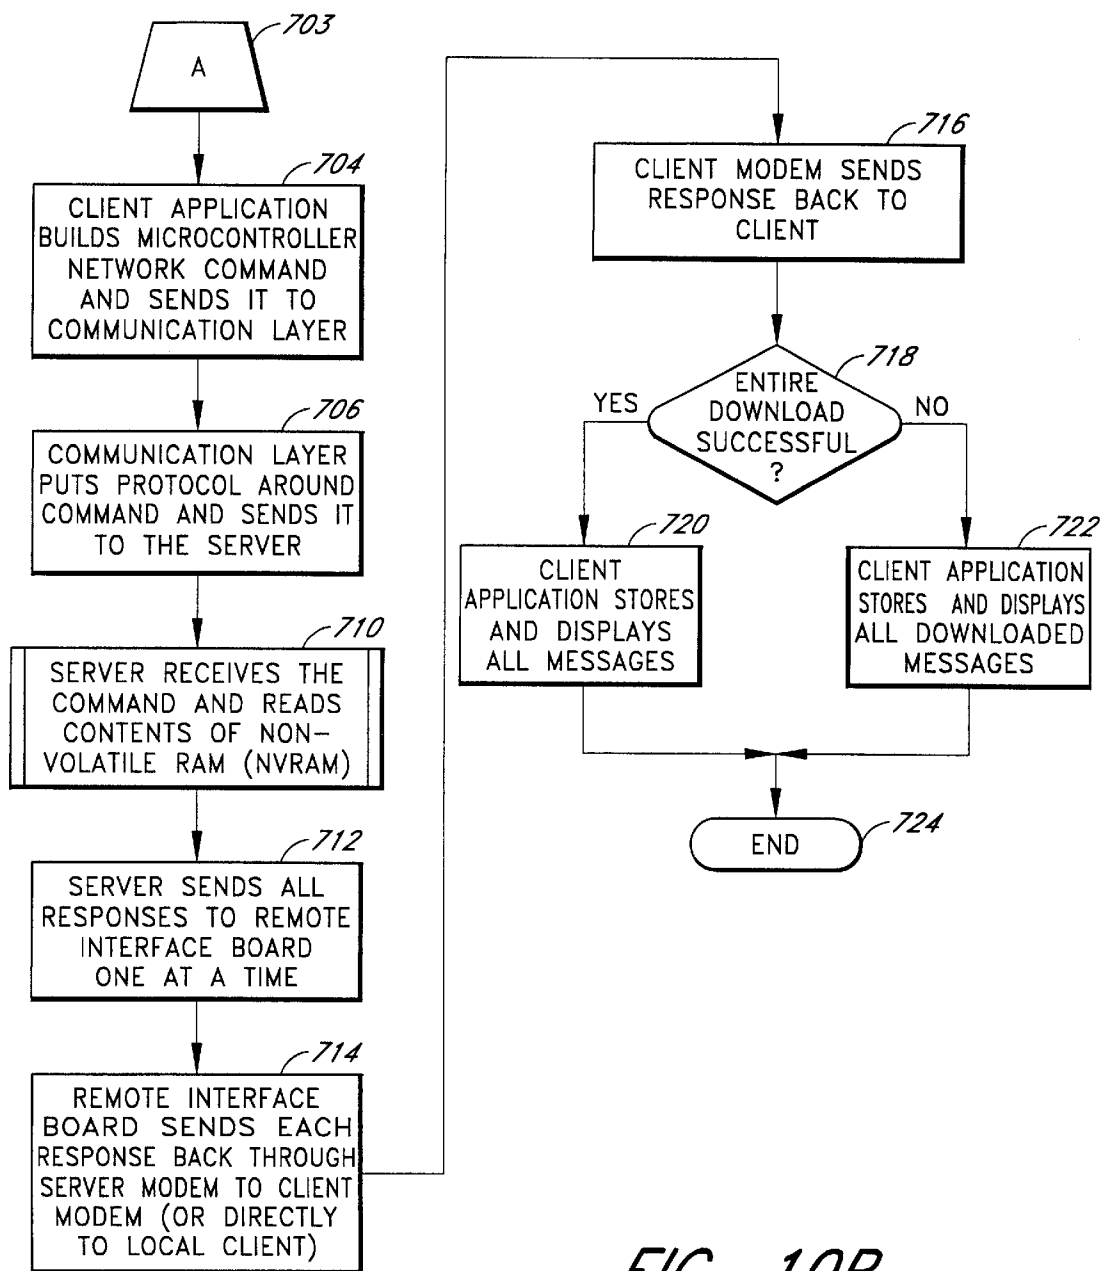 703
A
704
CLIENT APPLICATION
BUILDS MICROCONTROLLER
NETWORK COMMAND
AND SENDS IT TO
COMMUNICATION LAYER
706
COMMUNICATION LAYER
PUTS PROTOCOL AROUND
COMMAND AND SENDS IT
TO THE SERVER
710
SERVER RECEIVES THE
COMMAND AND READS
CONTENTS OF NON-
VOLATILE RAM (NVRAM)
712
SERVER SENDS ALL
RESPONSES TO REMOTE
INTERFACE BOARD
ONE AT A TIME
714
REMOTE INTERFACE
BOARD SENDS EACH
RESPONSE BACK THROUGH
SERVER MODEM TO CLIENT
MODEM (OR DIRECTLY
TO LOCAL CLIENT)
716
CLIENT MODEM SENDS
RESPONSE BACK TO
CLIENT
718
ENTIRE
DOWNLOAD
SUCCESSFUL
?
YES
NO
720
CLIENT
APPLICATION STORES
AND DISPLAYS
ALL MESSAGES
722
CLIENT APPLICATION
STORES AND DISPLAYS
ALL DOWNLOADED
MESSAGES
724
END
FIG. 10B